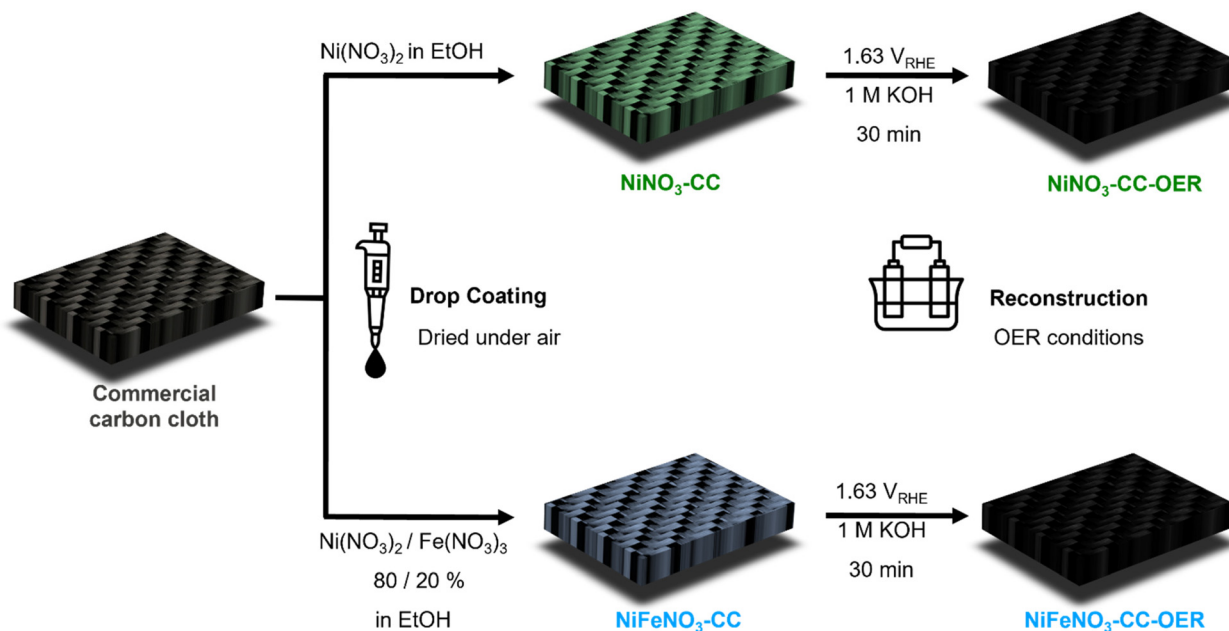 Ni(NO₃)₂ in EtOH
NiNO₃-CC
1.63 V_RHE
1 M KOH
30 min
NiNO₃-CC-OER
Commercial
carbon cloth
Drop Coating
Dried under air
Reconstruction
OER conditions
Ni(NO₃)₂ / Fe(NO₃)₃
80 / 20 %
in EtOH
NiFeNO₃-CC
1.63 V_RHE
1 M KOH
30 min
NiFeNO₃-CC-OER